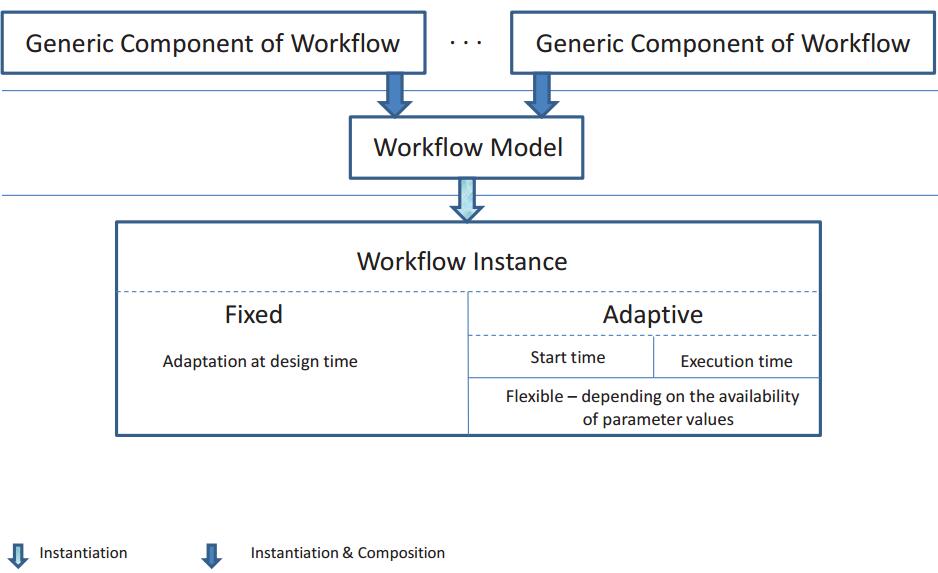 Generic Component of Workflow
. . .
Generic Component of Workflow
Workflow Model
Workflow Instance
Fixed
Adaptive
Adaptation at design time
Start time
Execution time
Flexible – depending on the availability
of parameter values
Instantiation
Instantiation & Composition